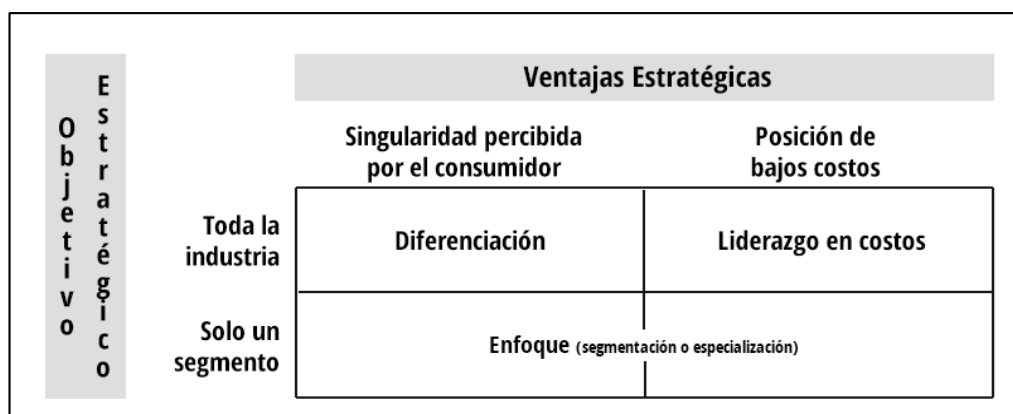 Objetivo
Estratégico
Ventajas Estratégicas
Singularidad percibida
por el consumidor
Posición de
bajos costos
Toda la
industria
Diferenciación
Liderazgo en costos
Solo un
segmento
Enfoque (segmentación o especialización)